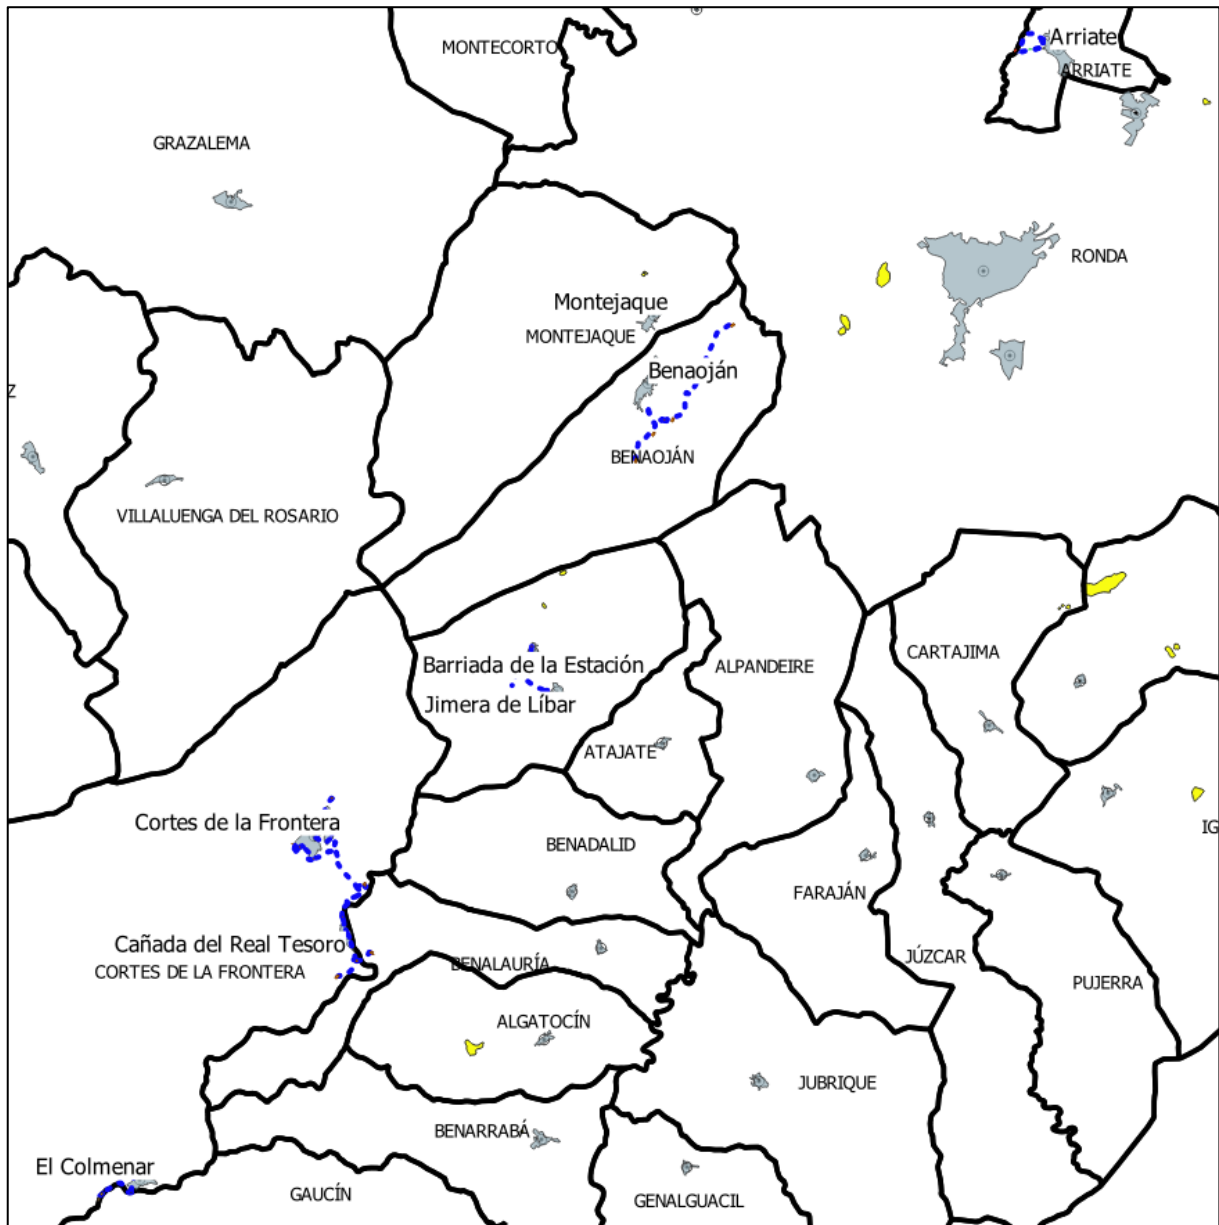 MONTECORTO
Arriate
ARRIATE
GRAZALEMA
RONDA
Montejaque
MONTEJAQUE
Benaoján
Z
BENAOJÁN
VILLALUENGA DEL ROSARIO
CARTAJIMA
Barriada de la Estación
ALPANDEIRE
Jimera de Líbar
ATAJATE
Cortes de la Frontera
IG
BENADALID
FARAJÁN
Cañada del Real Tesoro
JÚZCAR
BENALAURÍA
CORTES DE LA FRONTERA
PUJERRA
ALGATOCÍN
JUBRIQUE
BENARRABÁ
El Colmenar
GAUCÍN
GENALGUACIL